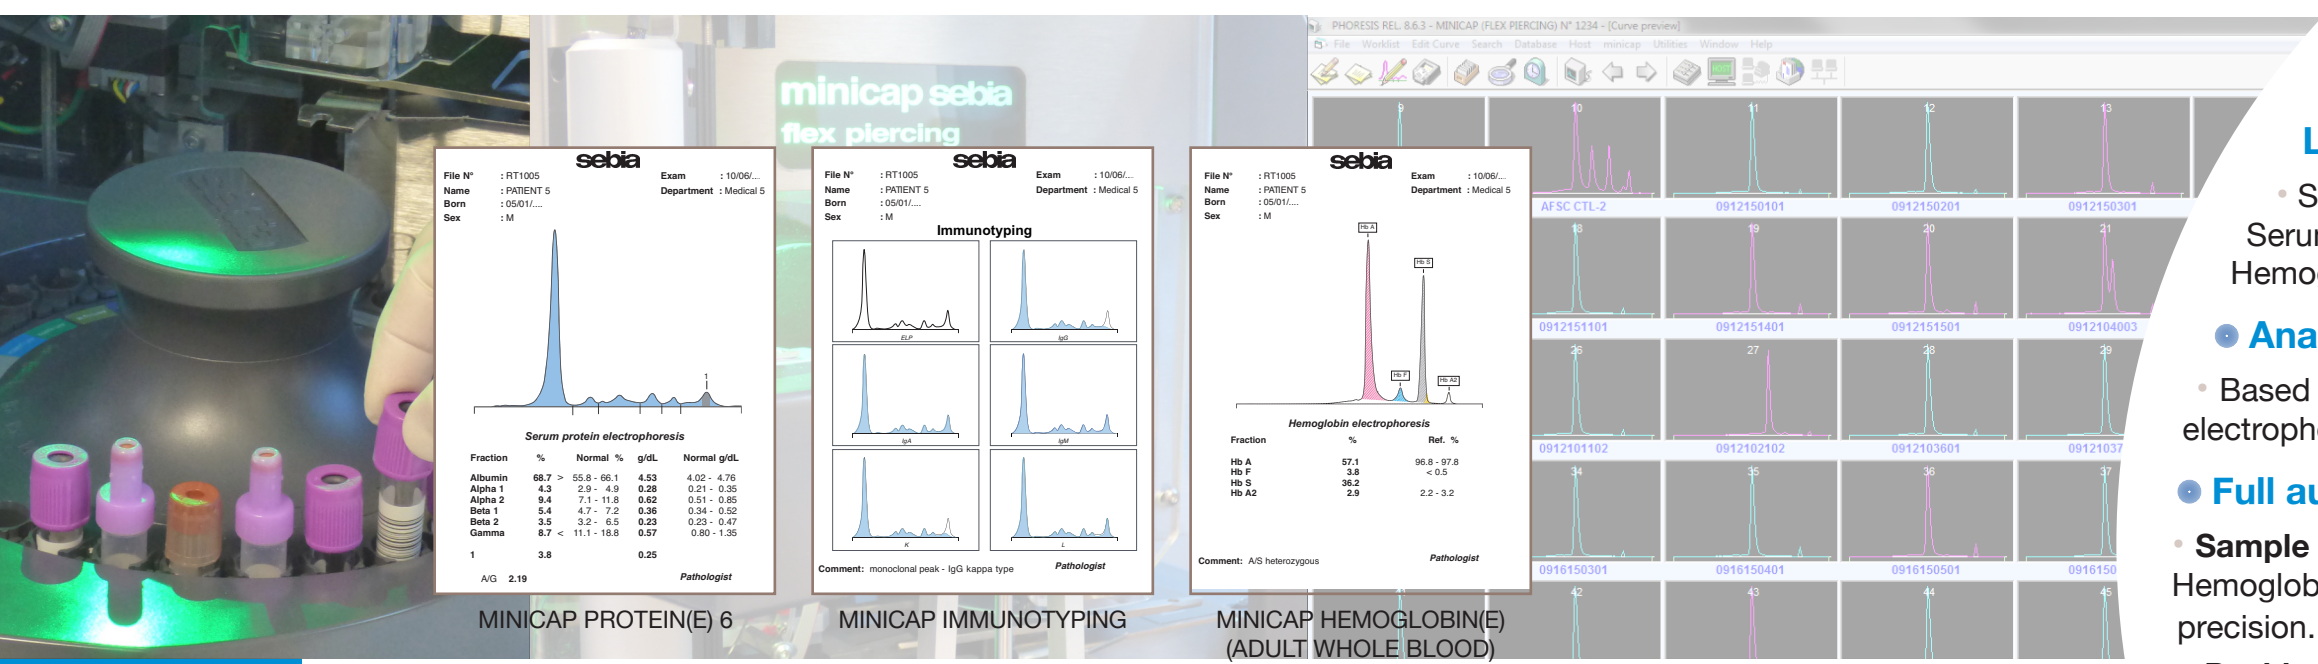 PHORESIS REL. 8.6.3 - MINICAP (FLEX PIERCING) N° 1234 - [Curve preview]
File Worklist Edit Curve Search Database Host minicap Utilities Window Help
minicap sebia
flex piercing
sebia
File N° : RT1005 Exam : 10/06/....
Name : PATIENT 5 Department : Medical 5
Born : 05/01/....
Sex : M
1
Serum protein electrophoresis
Fraction % Normal % g/dL Normal g/dL
Albumin 68.7 > 55.8 - 66.1 4.53 4.02 - 4.76
Alpha 1 4.3 2.9 - 4.9 0.28 0.21 - 0.35
Alpha 2 9.4 7.1 - 11.8 0.62 0.51 - 0.85
Beta 1 5.4 4.7 - 7.2 0.36 0.34 - 0.52
Beta 2 3.5 3.2 - 6.5 0.23 0.23 - 0.47
Gamma 8.7 < 11.1 - 18.8 0.57 0.80 - 1.35
1 3.8 0.25
A/G 2.19 Pathologist
MINICAP PROTEIN(E) 6
sebia
File N° : RT1005 Exam : 10/06/....
Name : PATIENT 5 Department : Medical 5
Born : 05/01/....
Sex : M
Immunotyping
ELP IgG
IgA IgM
K L
Comment: monoclonal peak - IgG kappa type Pathologist
MINICAP IMMUNOTYPING
sebia
File N° : RT1005 Exam : 10/06/....
Name : PATIENT 5 Department : Medical 5
Born : 05/01/....
Sex : M
Hb A
Hb S
Hb F
Hb A2
Hemoglobin electrophoresis
Fraction % Ref. %
Hb A 57.1 96.8 - 97.8
Hb F 3.8 < 0.5
Hb S 36.2
Hb A2 2.9 2.2 - 3.2
Comment: A/S heterozygous Pathologist
MINICAP HEMOGLOBIN(E)
(ADULT WHOLE BLOOD)
9 10 11 12 13
AFSC CTL-2 0912150101 0912150201 0912150301
18 19 20 21
0912151101 0912151401 0912151501 0912104003
26 27 28 29
0912101102 0912102102 0912103601 09121037
34 35 36 37
0916150301 0916150401 0916150501 0916150
42 43 44 45
L
• S
Serum
Hemog
Ana
• Based
electropho
Full au
• Sample
Hemoglob
precision.